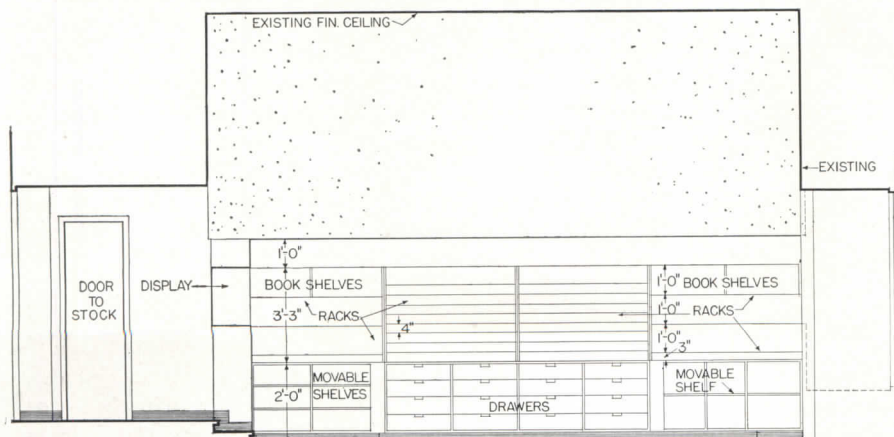 EXISTING FIN. CEILING
EXISTING
1'-0"
DOOR
TO
STOCK
DISPLAY
BOOK SHELVES
3'-3"
RACKS
4"
1'-0" BOOK SHELVES
1'-0" RACKS
1'-0"
3"
2'-0"
MOVABLE
SHELVES
DRAWERS
MOVABLE
SHELF